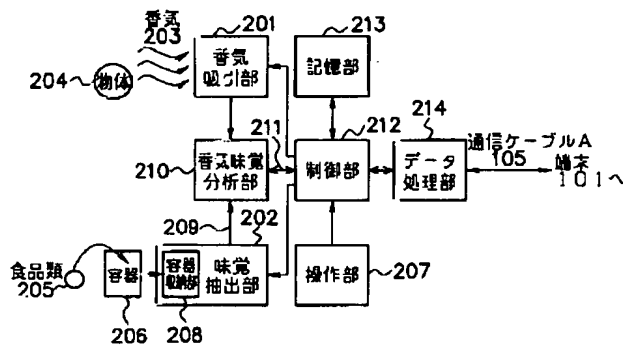 香気
203
201
213
204
物体
香気
吸引部
記憶部
211
212
214
210
香気味覚
分析部
制御部
データ
処理部
通信ケーブルA
105
端末
101へ
209
202
食品類
205
容器
容器
収納部
味覚
抽出部
操作部
207
206
208